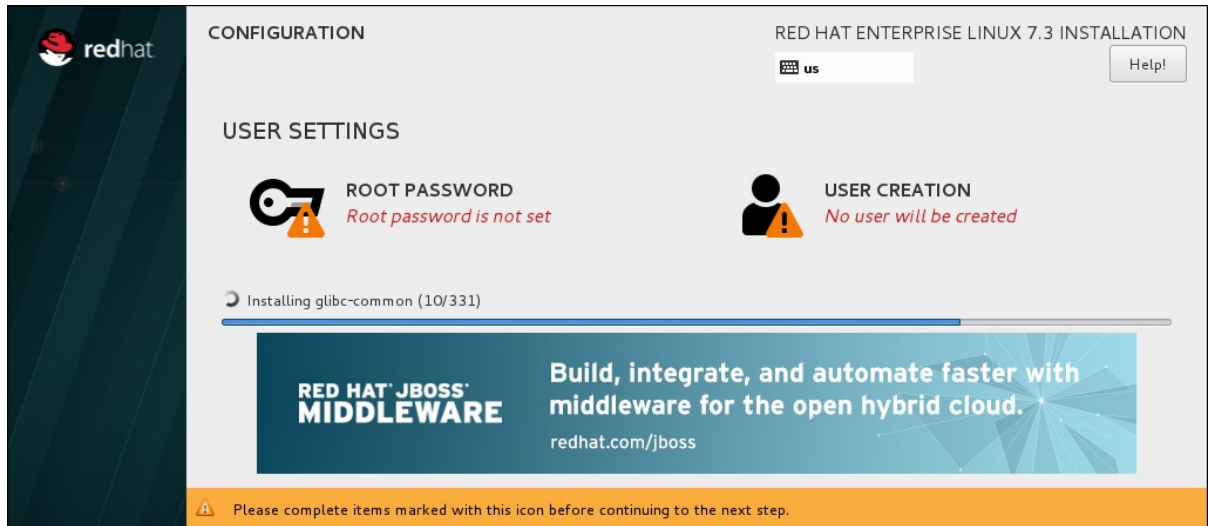 redhat.
CONFIGURATION
RED HAT ENTERPRISE LINUX 7.3 INSTALLATION
us
Help!
USER SETTINGS
ROOT PASSWORD
Root password is not set
USER CREATION
No user will be created
Installing glibc-common (10/331)
RED HAT® JBOSS®
MIDDLEWARE
Build, integrate, and automate faster with
middleware for the open hybrid cloud.
redhat.com/jboss
Please complete items marked with this icon before continuing to the next step.